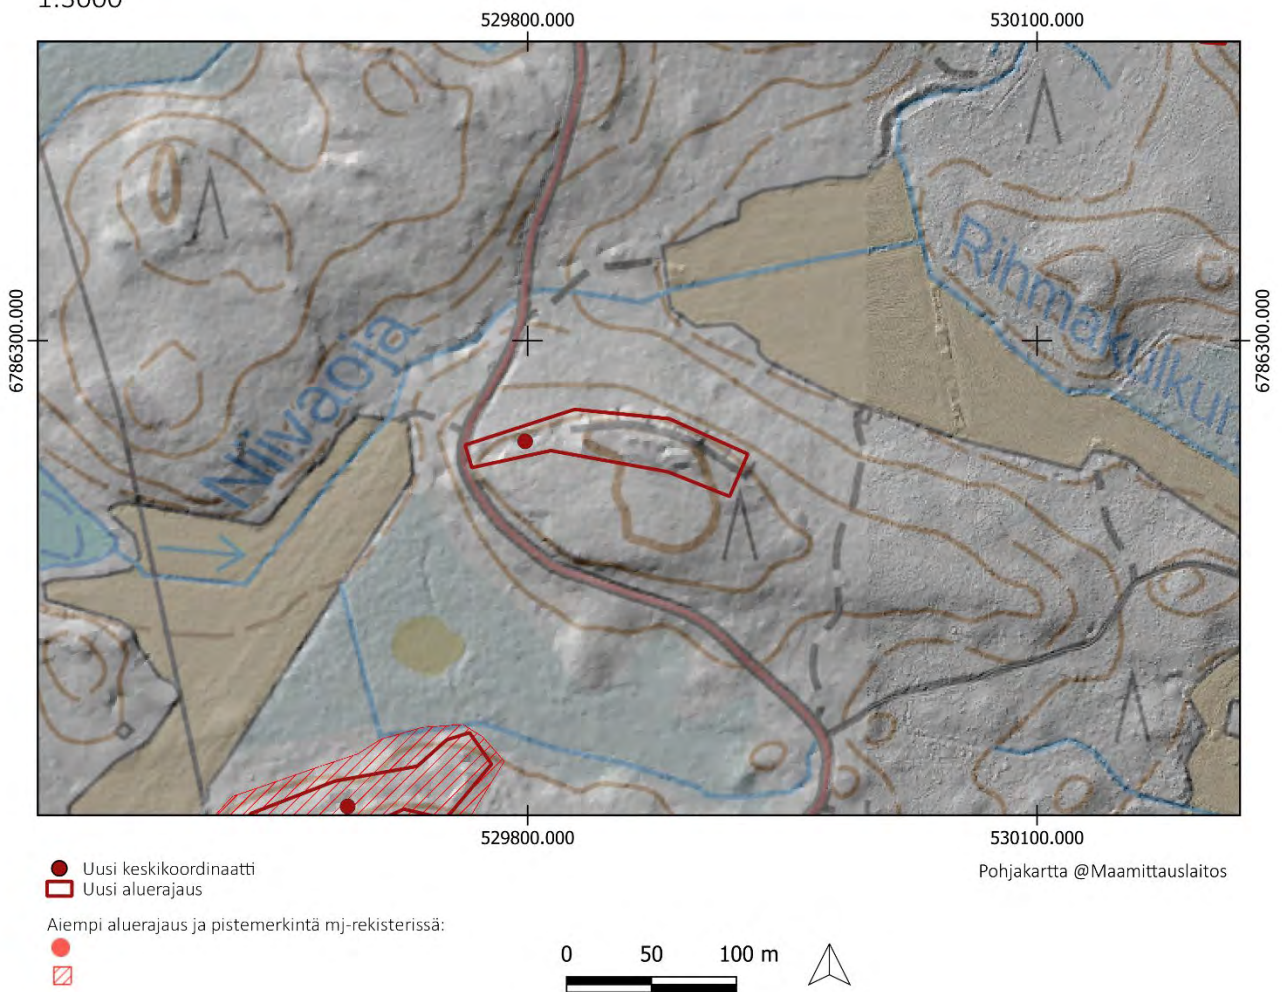 1:3000
529800.000
530100.000
6786300.000
6786300.000
Niivaoja
Rihmakulkur
529800.000
530100.000
Uusi keskikoordinaatti
Uusi aluerajaus
Pohjakartta @Maamittauslaitos
Aiempi aluerajaus ja pistemerkintä mj-rekisterissä:
0 50 100 m